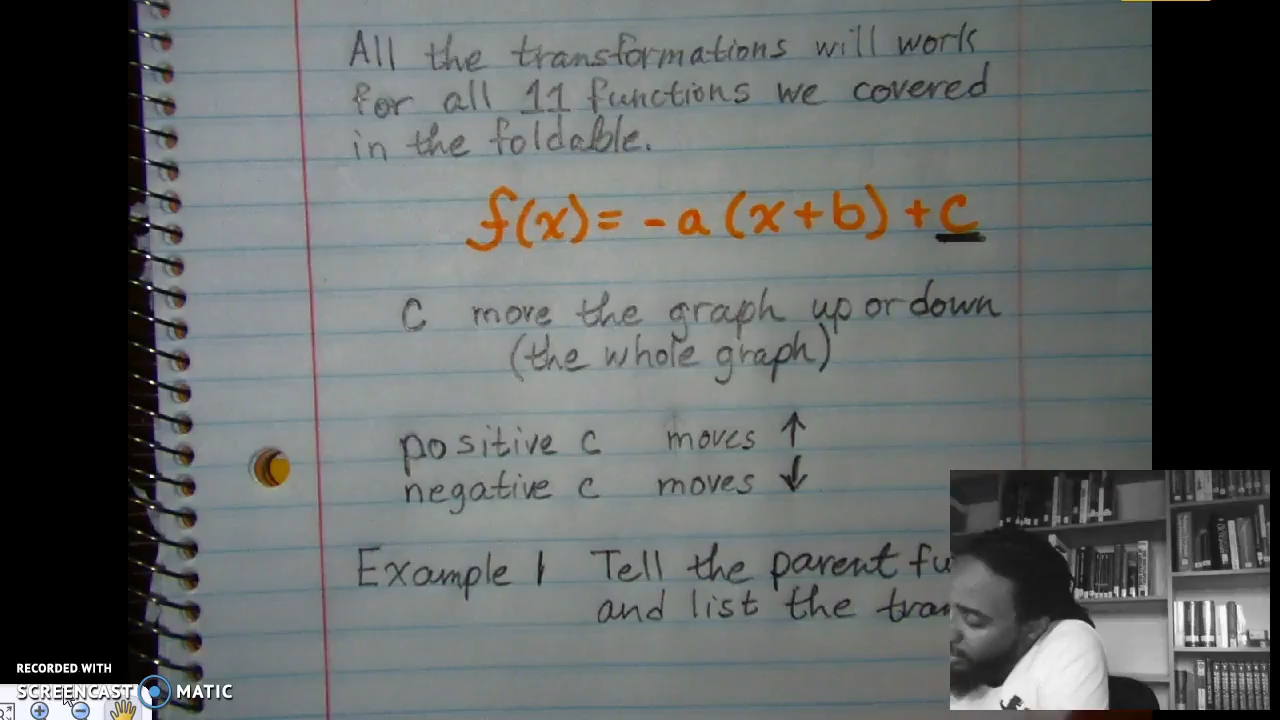 All the transformations will work
for all 11 functions we covered
in the foldable.
f(x) = -a (x+b) + c
C move the graph up or down
(the whole graph)
positive c moves ↑
negative c moves ↓
Example 1 Tell the parent fu
and list the tran
RECORDED WITH
SCREENCAST MATIC